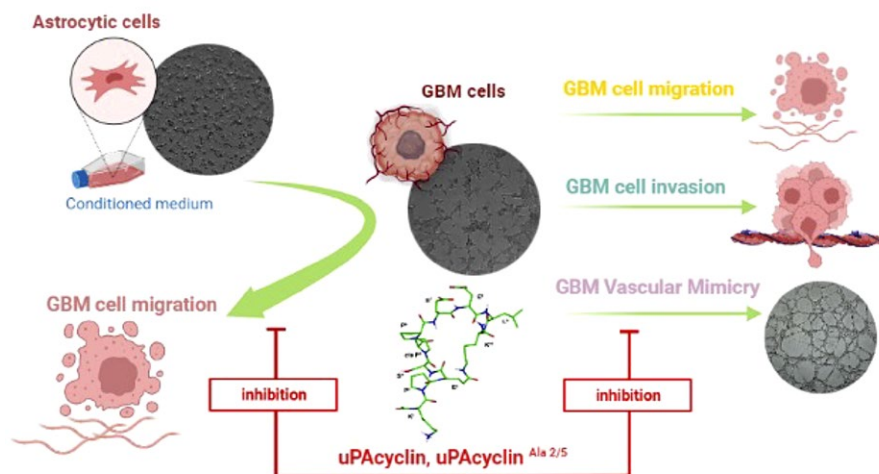 Astrocytic cells
GBM cells
GBM cell migration
GBM cell invasion
Conditioned medium
GBM cell migration
GBM Vascular Mimicry
inhibition
inhibition
uPAcyclin, uPAcyclin Ala 2/5